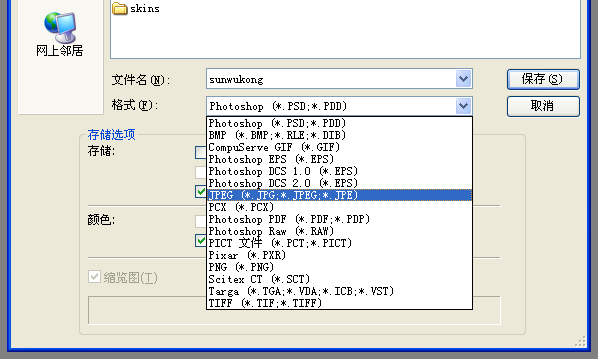 skins
网上邻居
文件名(N):
sunwukong
保存(S)
格式(F):
Photoshop (*.PSD;*.PDD)
取消
Photoshop (*.PSD;*.PDD)
BMP (*.BMP;*.RLE;*.DIB)
CompuServe GIF (*.GIF)
Photoshop EPS (*.EPS)
Photoshop DCS 1.0 (*.EPS)
Photoshop DCS 2.0 (*.EPS)
JPEG (*.JPG;*.JPEG;*.JPE)
PCX (*.PCX)
Photoshop PDF (*.PDF;*.PDP)
Photoshop Raw (*.RAW)
PICT 文件 (*.PCT;*.PICT)
Pixar (*.PXR)
PNG (*.PNG)
Scitex CT (*.SCT)
Targa (*.TGA;*.VDA;*.ICB;*.VST)
TIFF (*.TIF;*.TIFF)
存储选项
存储:
颜色:
缩览图(T)